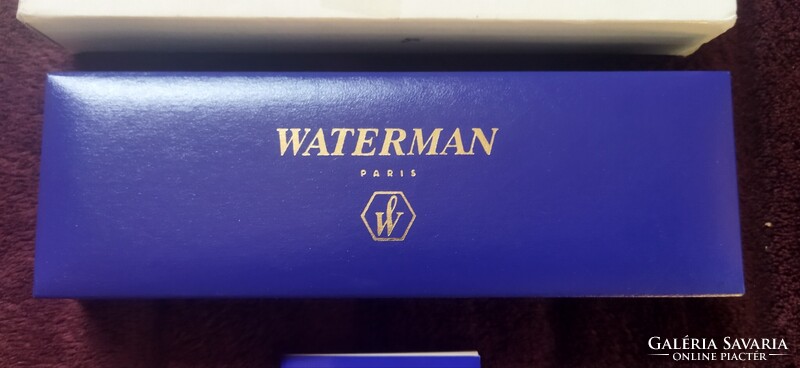 WATERMAN
PARIS
W
GALÉRIA SAVARIA
ONLINE PIACTÉR